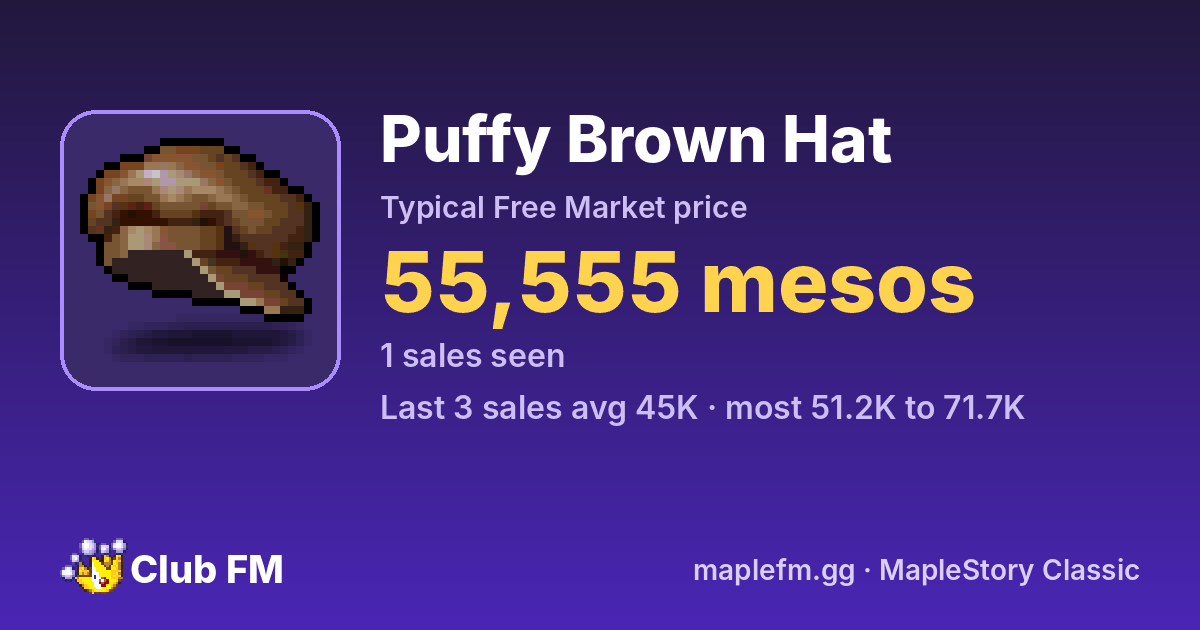 Puffy Brown Hat
Typical Free Market price
55,555 mesos
1 sales seen
Last 3 sales avg 45K · most 51.2K to 71.7K
Club FM
maplefm.gg · MapleStory Classic